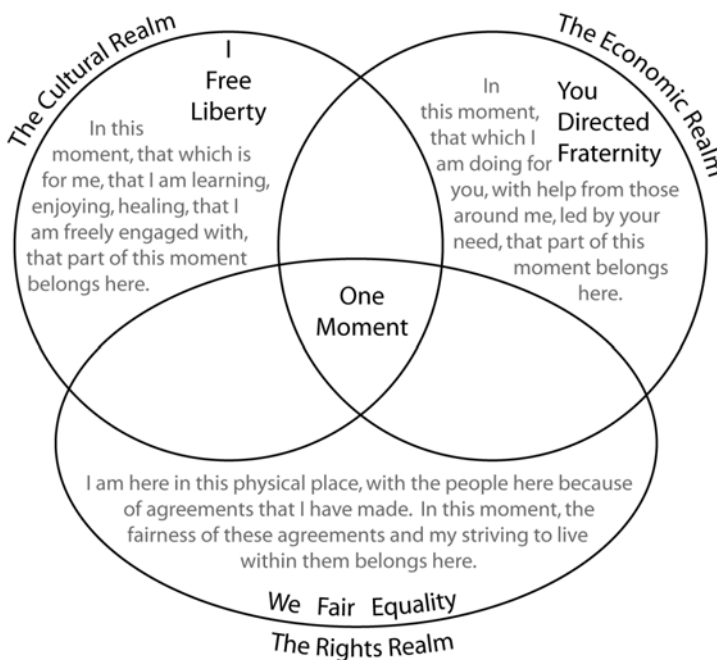 The Cultural Realm
I
Free
Liberty
In this
moment, that which is
for me, that I am learning,
enjoying, healing, that I
am freely engaged with,
that part of this moment
belongs here.
The Economic Realm
You
Directed
Fraternity
In
this moment,
that which I
am doing for
you, with help from those
around me, led by your
need, that part of this
moment belongs
here.
One
Moment
I am here in this physical place, with the people here because
of agreements that I have made. In this moment, the
fairness of these agreements and my striving to live
within them belongs here.
We Fair Equality
The Rights Realm